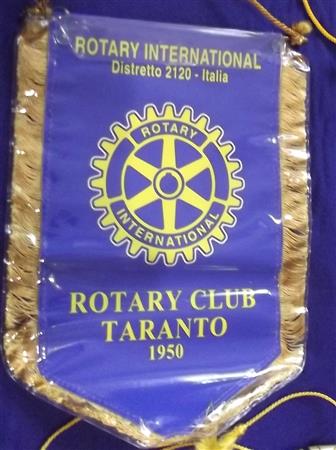 ROTARY INTERNATIONAL
Distretto 2120 - Italia
ROTARY
INTERNATIONAL
ROTARY CLUB
TARANTO
1950